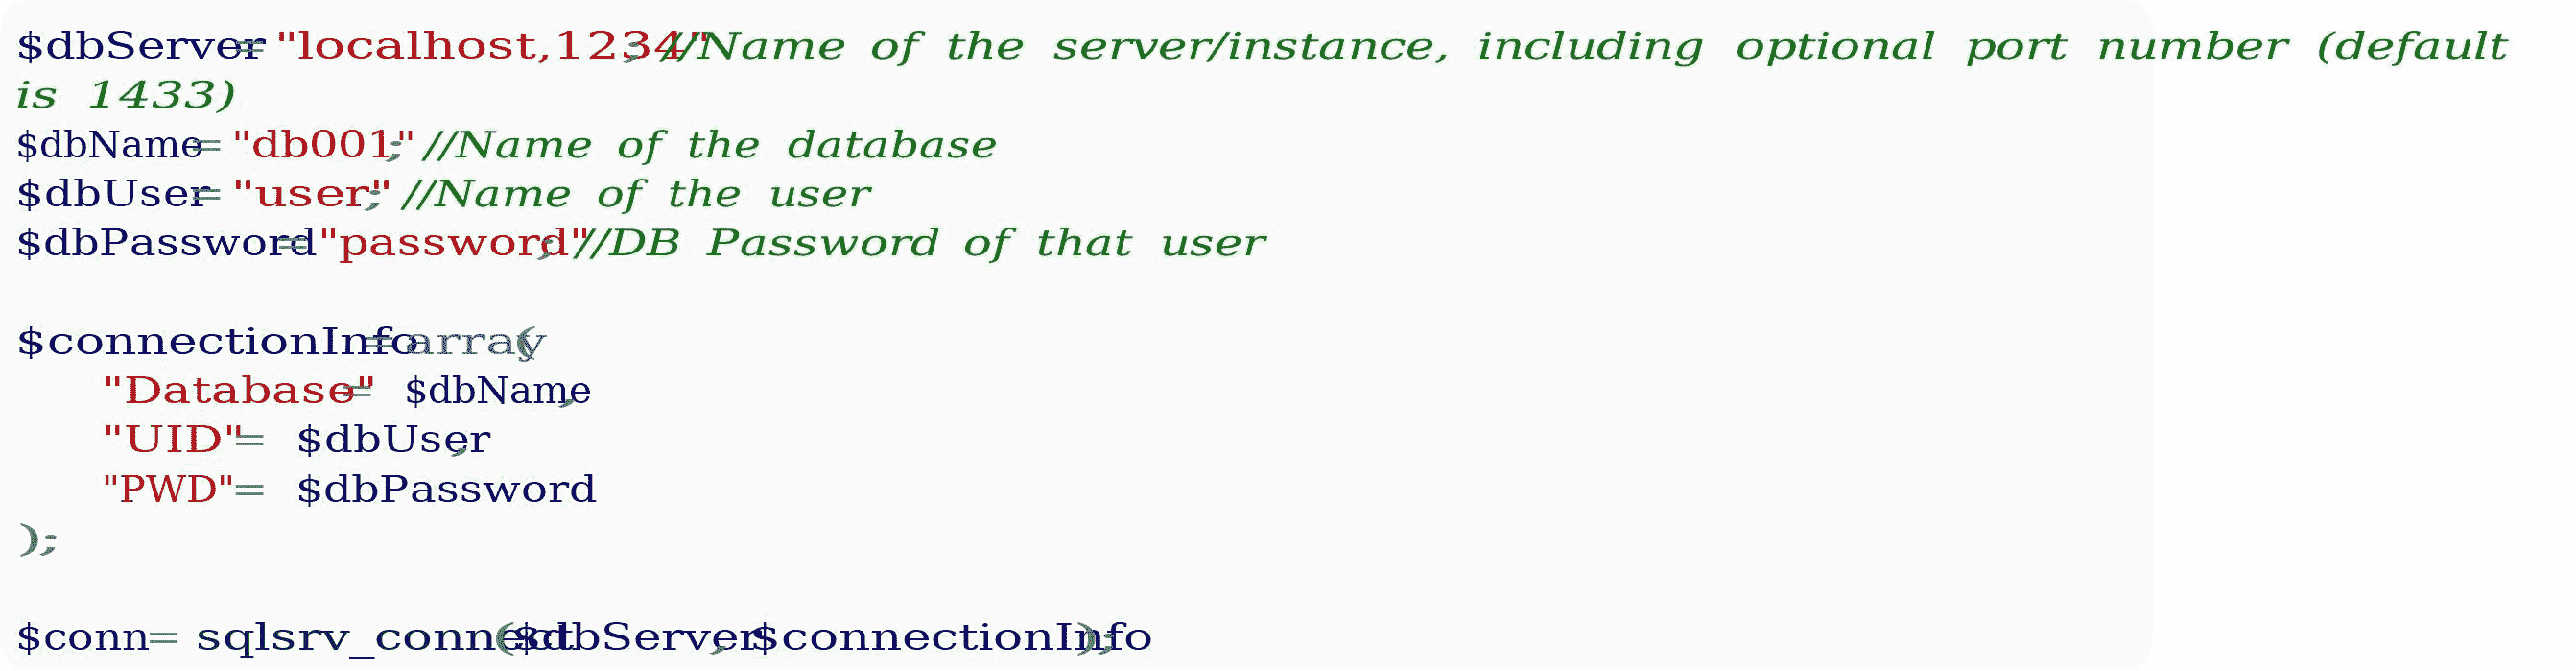 $dbServer = "localhost,1234"; //Name of the server/instance, including optional port number (default
is 1433)
$dbName = "db001"; //Name of the database
$dbUser = "user"; //Name of the user
$dbPassword = "password"; //DB Password of that user
$connectionInfo = array(
"Database" = $dbName,
"UID" = $dbUser,
"PWD" = $dbPassword
);
$conn = sqlsrv_connect($dbServer, $connectionInfo);